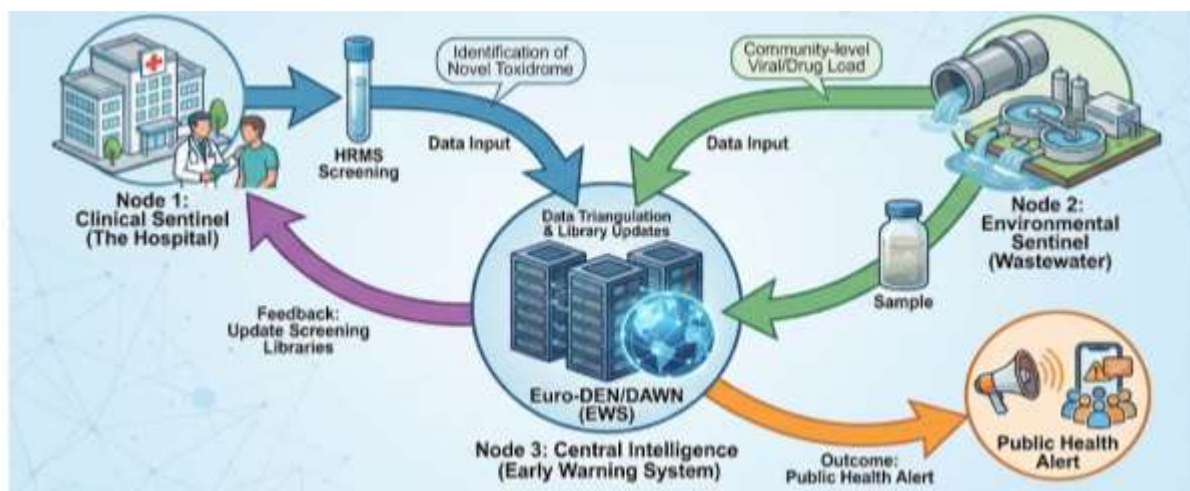 Identification of
Novel Toxidrome
Community-level
Viral/Drug Load
HRMS
Screening
Data Input
Data Input
Node 1:
Clinical Sentinel
(The Hospital)
Node 2:
Environmental
Sentinel
(Wastewater)
Data Triangulation
& Library Updates
Sample
Feedback:
Update Screening
Libraries
Euro-DEN/DAWN
(EWS)
Node 3: Central Intelligence
(Early Warning System)
Outcome:
Public Health Alert
Public Health
Alert